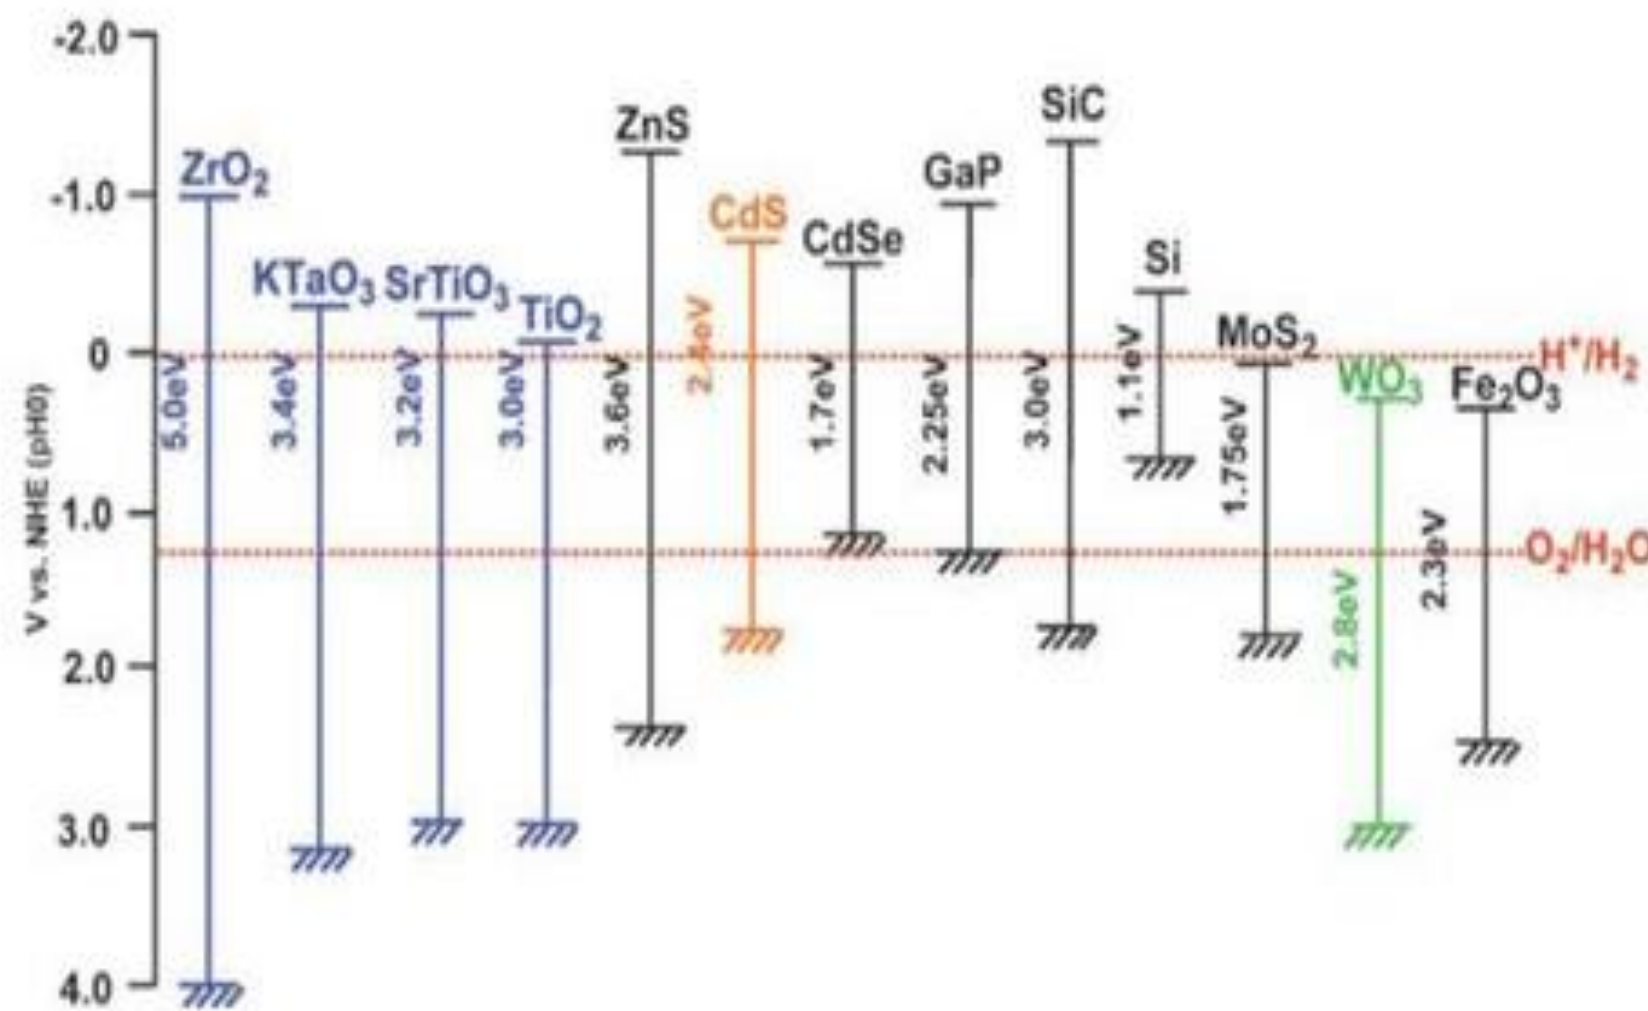 -2.0
-1.0
0
1.0
2.0
3.0
4.0
V vs. NHE (pH0)
ZrO₂
5.0eV
KTaO₃
3.4eV
SrTiO₃
3.2eV
TiO₂
3.0eV
ZnS
3.6eV
CdS
2.4eV
CdSe
1.7eV
GaP
2.25eV
SiC
3.0eV
Si
1.1eV
MoS₂
1.75eV
WO₃
2.8eV
Fe₂O₃
2.3eV
H⁺/H₂
O₂/H₂O